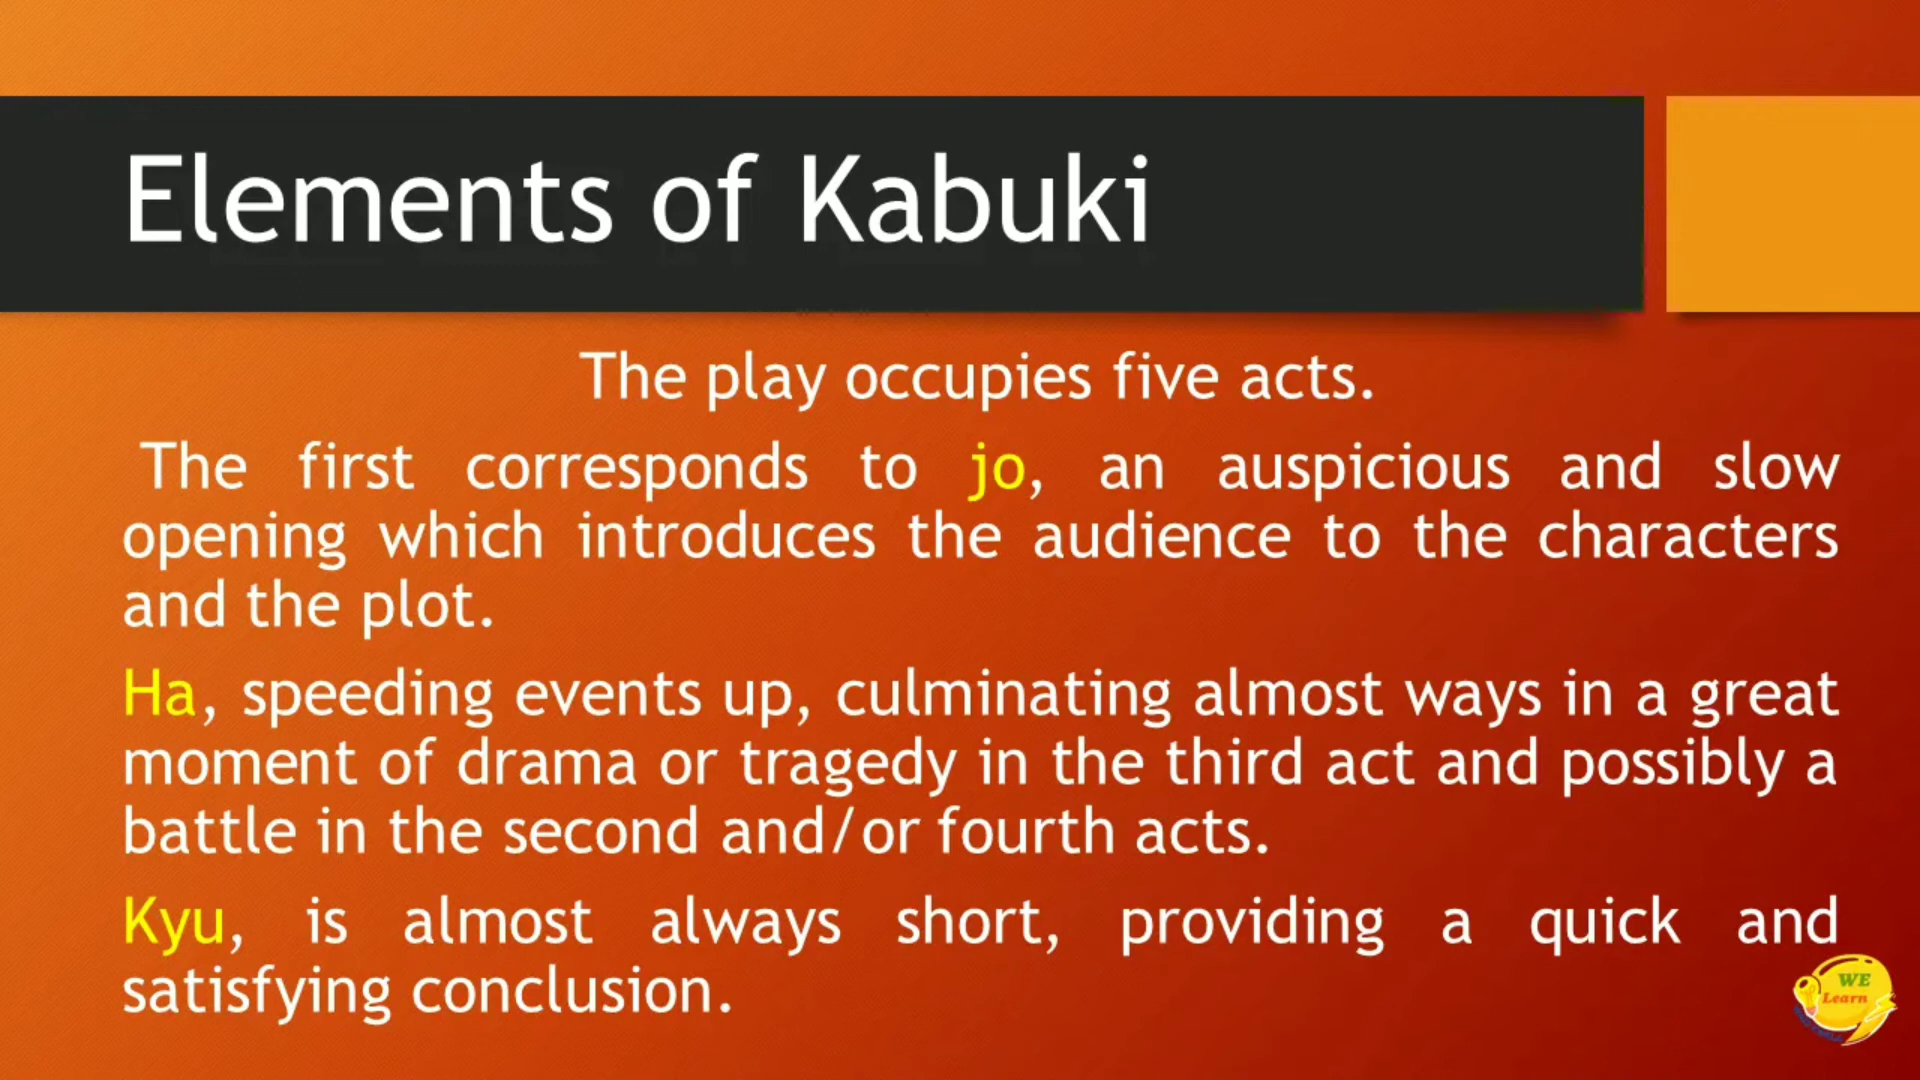 Elements of Kabuki
The play occupies five acts.
The first corresponds to jo, an auspicious and slow
opening which introduces the audience to the characters
and the plot.
Ha, speeding events up, culminating almost ways in a great
moment of drama or tragedy in the third act and possibly a
battle in the second and/or fourth acts.
Kyu, is almost always short, providing a quick and
satisfying conclusion.
WE
Learn